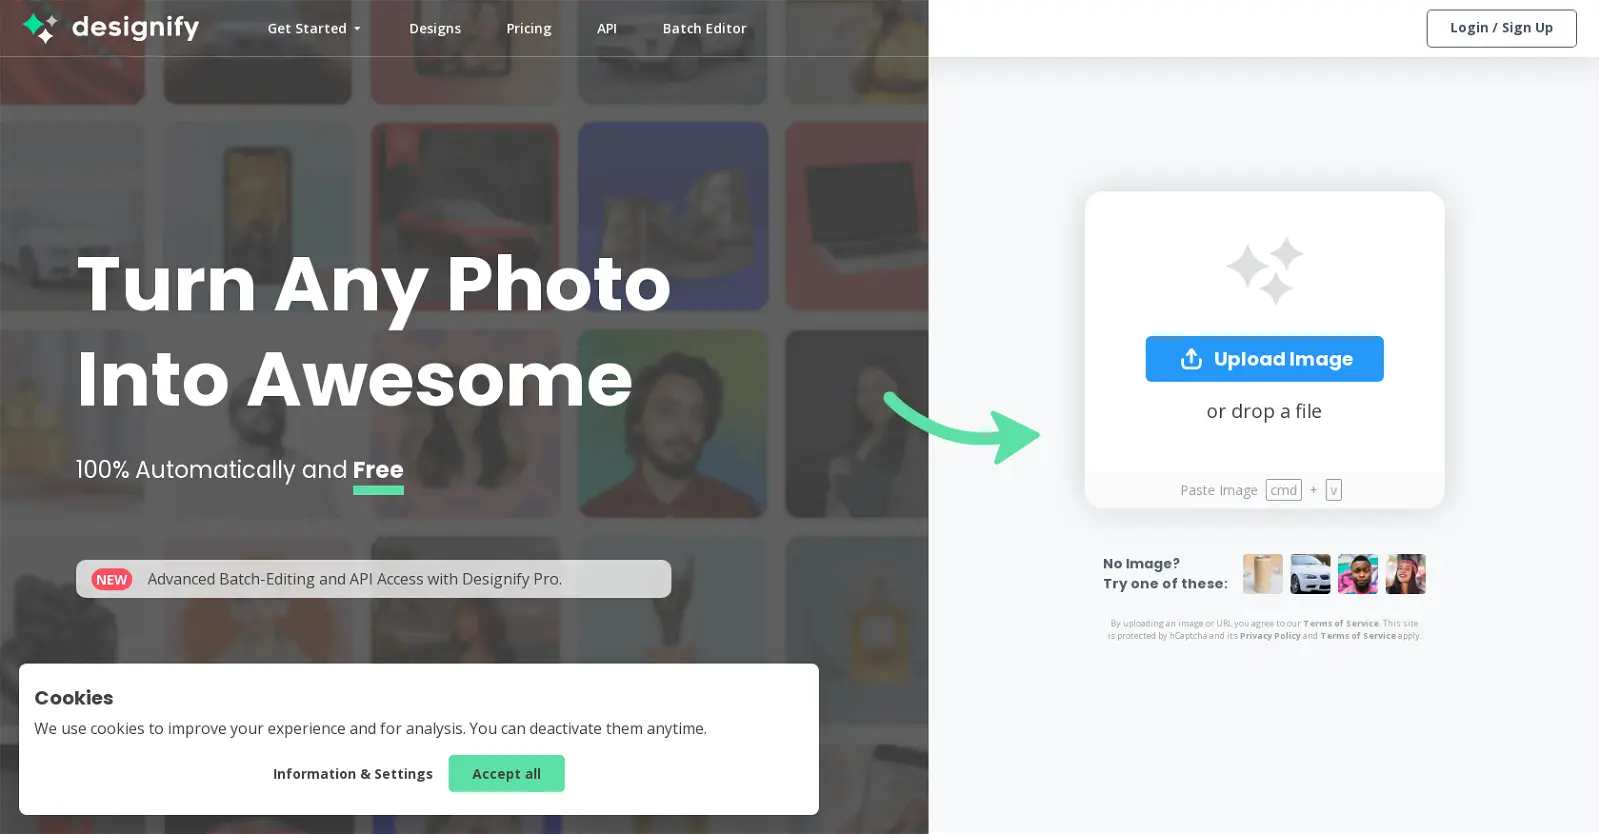 designify
Get Started
Designs
Pricing
API
Batch Editor
Login / Sign Up
Turn Any Photo
Into Awesome
100% Automatically and Free
NEW Advanced Batch-Editing and API Access with Designify Pro.
Upload Image
or drop a file
Paste Image cmd + v
No Image?
Try one of these:
By uploading an image or URL you agree to our Terms of Service. This site
is protected by hCaptcha and its Privacy Policy and Terms of Service apply.
Cookies
We use cookies to improve your experience and for analysis. You can deactivate them anytime.
Information & Settings
Accept all